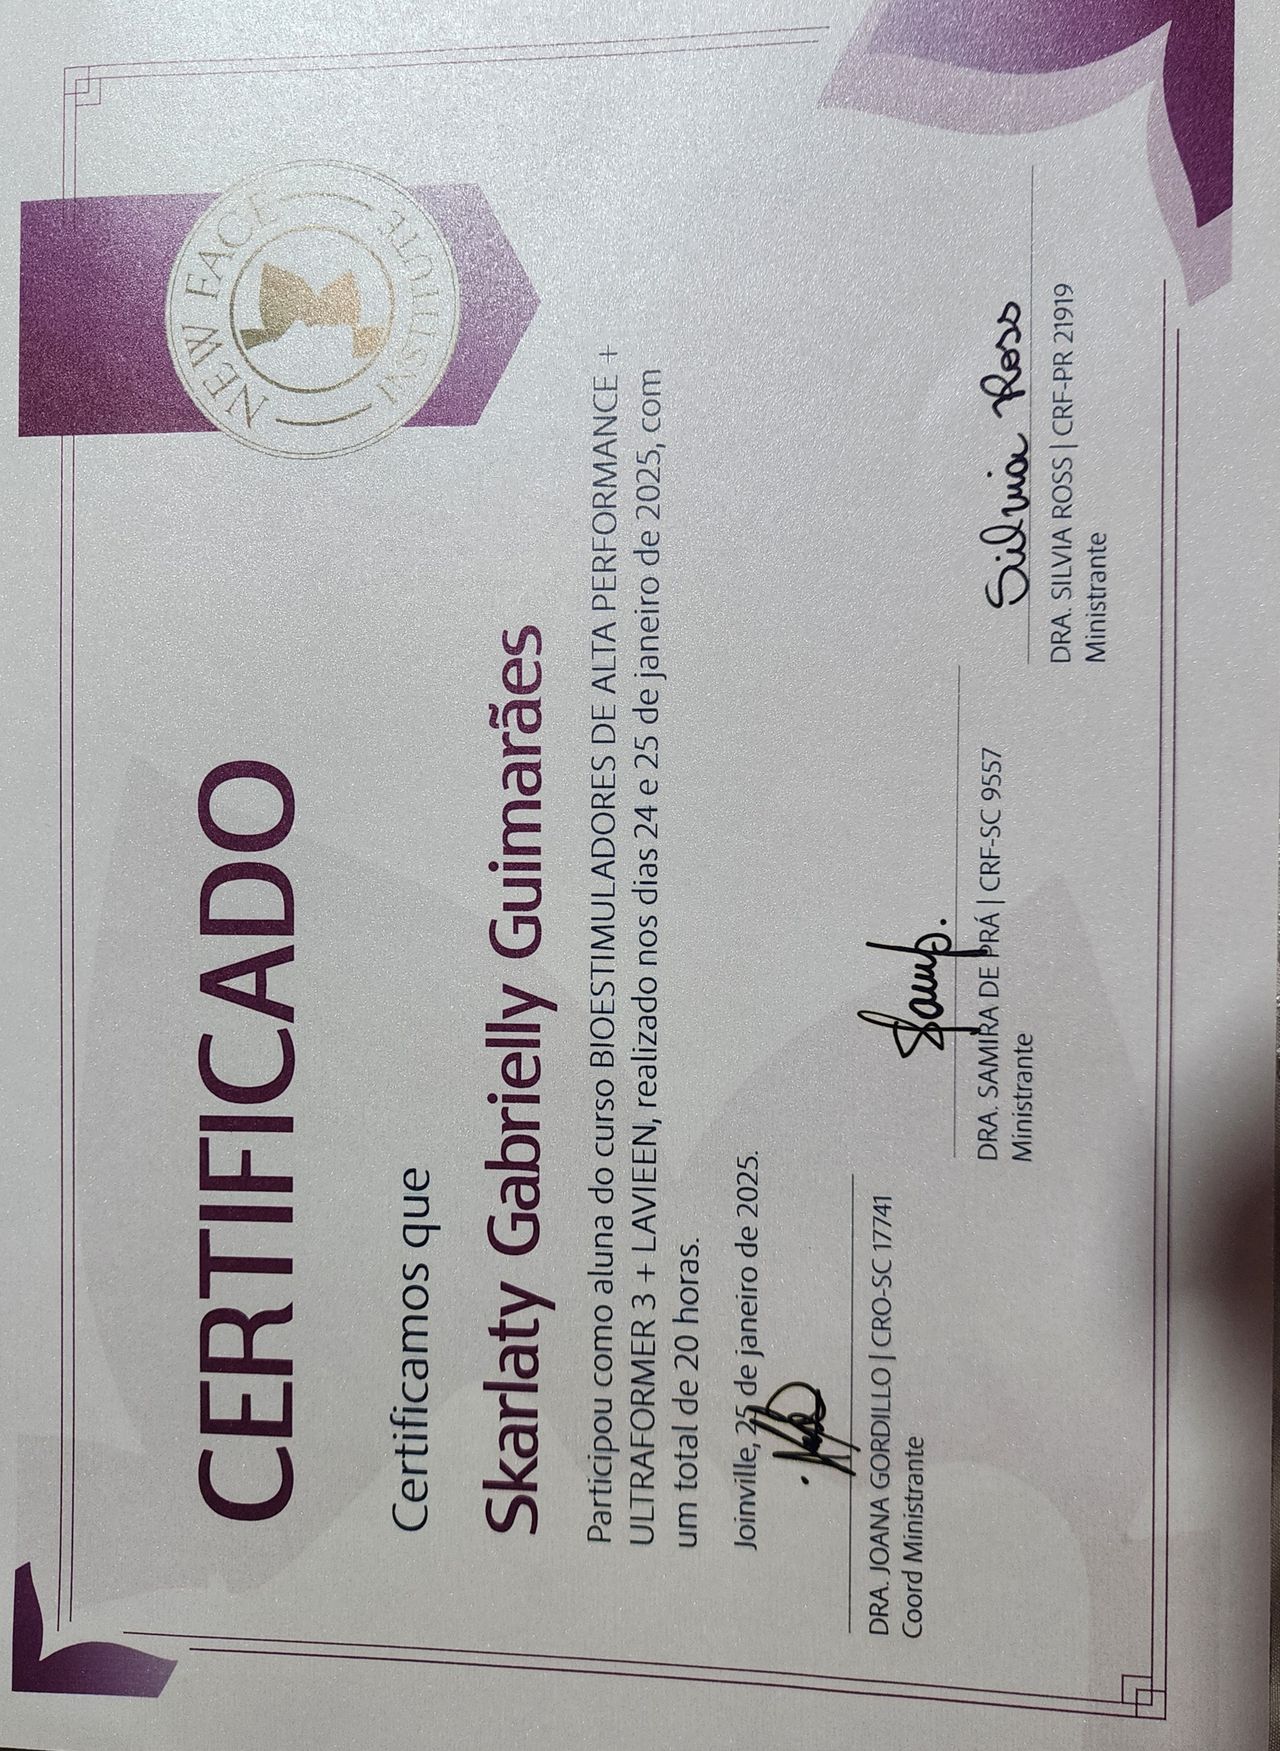 NEW FACE
INSTITUTE
CERTIFICADO
Certificamos que
Skarlaty Gabrielly Guimarães
Participou como aluna do curso BIOESTIMULADORES DE ALTA PERFORMANCE +
ULTRAFORMER 3 + LAVIEEN, realizado nos dias 24 e 25 de janeiro de 2025, com
um total de 20 horas.
Joinville, 25 de janeiro de 2025.
DRA. JOANA GORDILLO | CRO-SC 17741
Coord Ministrante
DRA. SAMIRA DE PRÁ | CRF-SC 9557
Ministrante
Silvia Ross
DRA. SILVIA ROSS | CRF-PR 21919
Ministrante